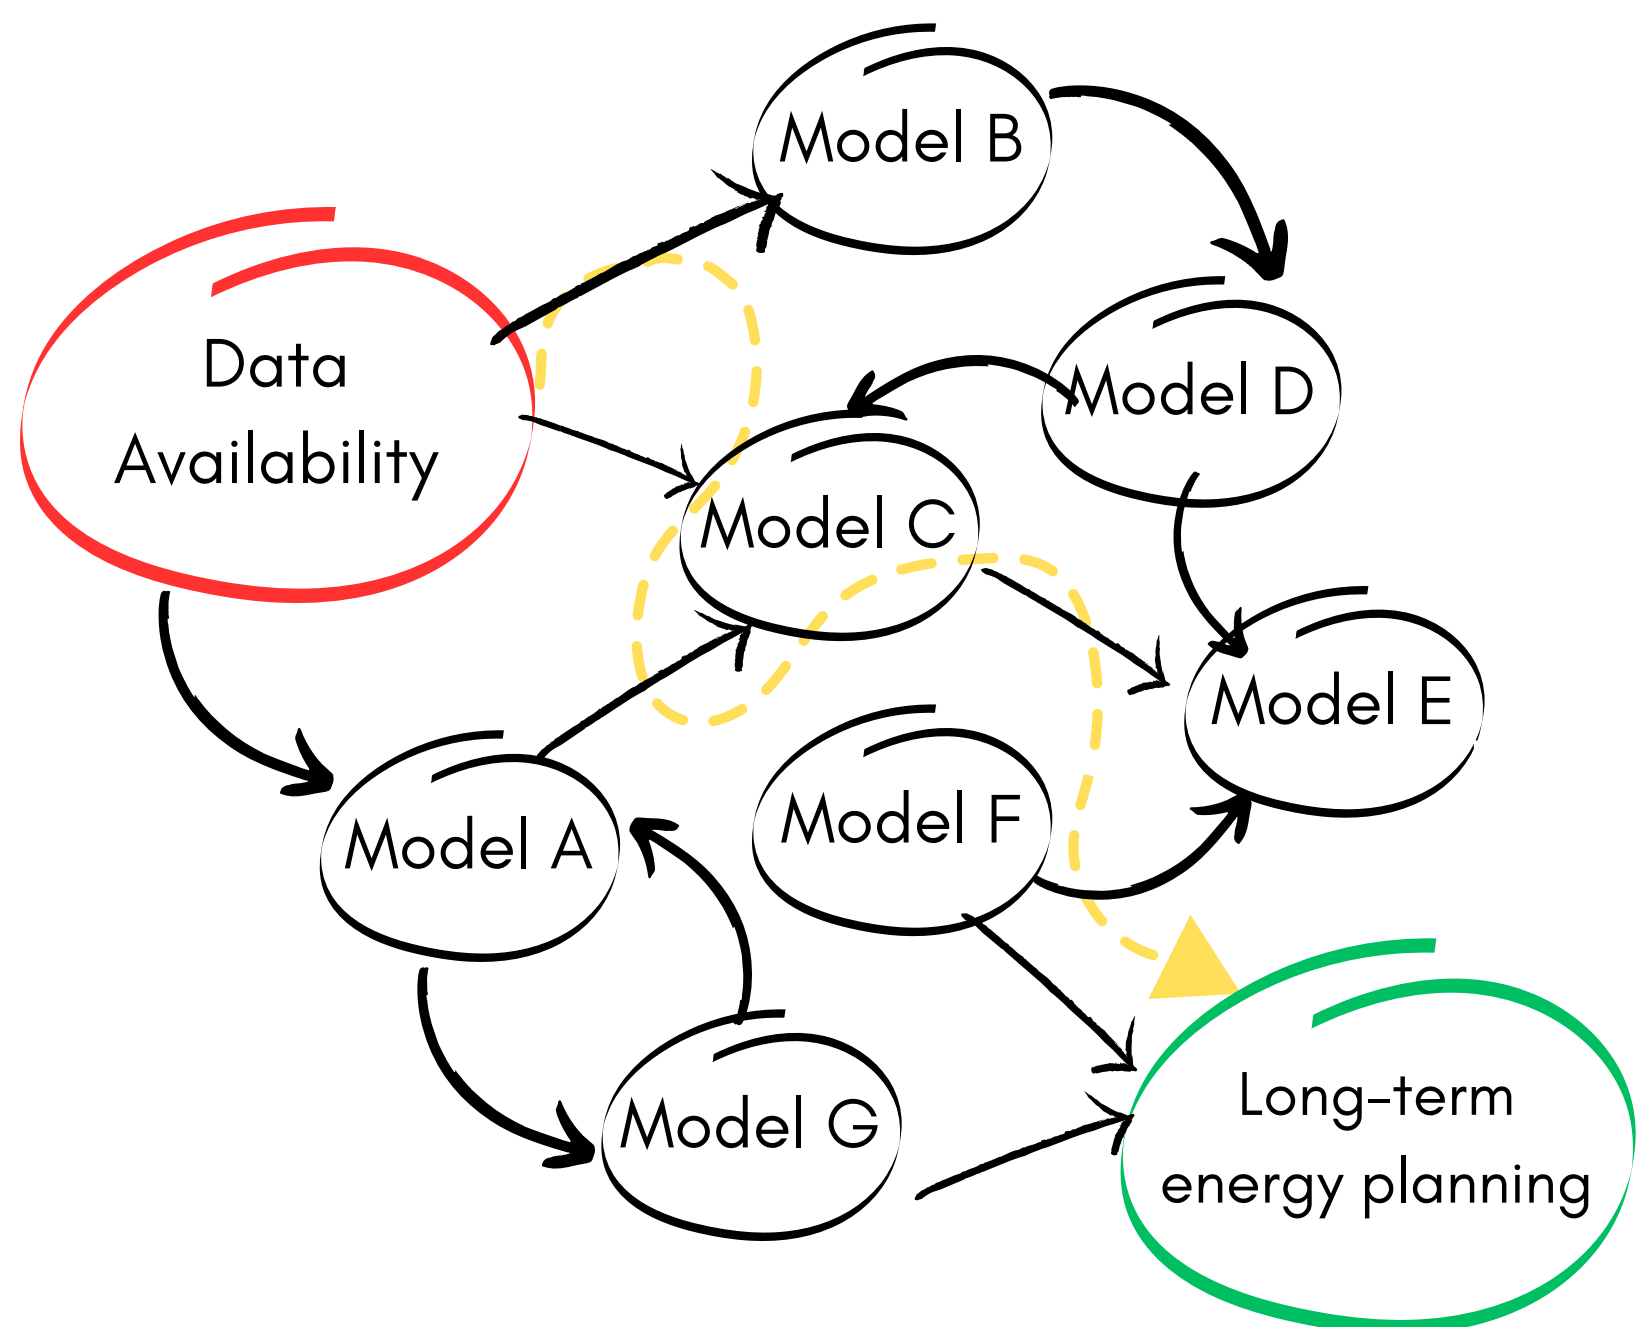 Model B
Data
Availability
Model D
Model C
Model E
Model F
Model A
Long-term
energy planning
Model G